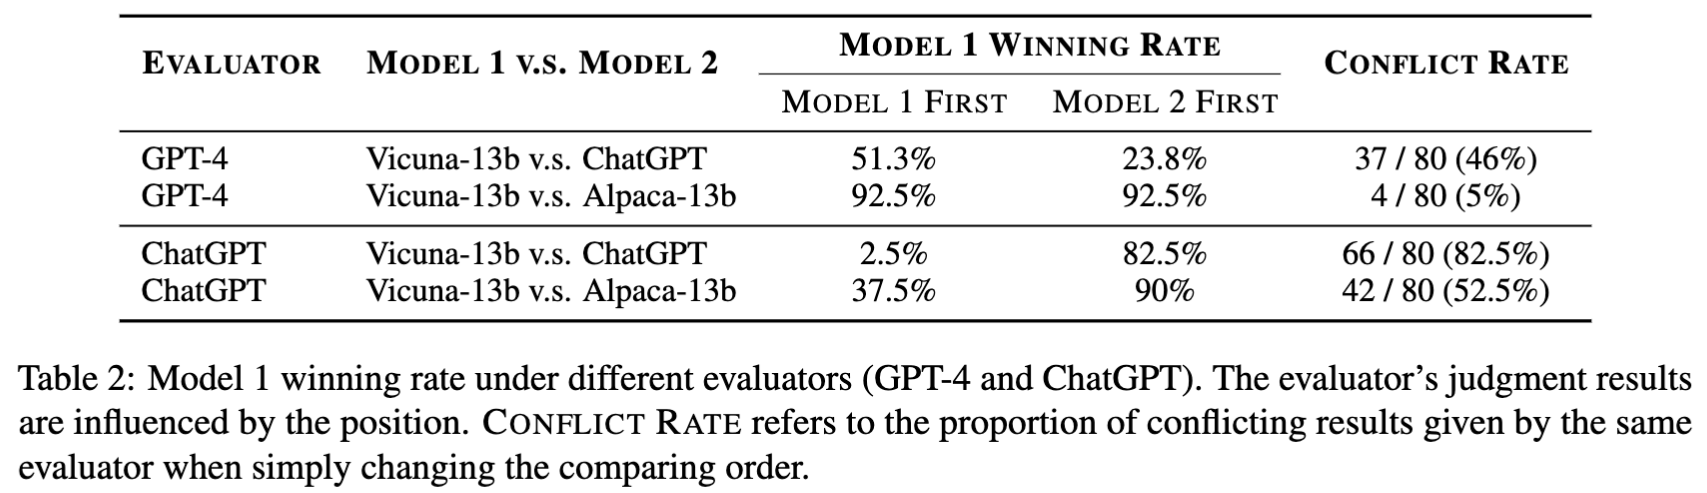 EVALUATOR MODEL 1 V.S. MODEL 2 MODEL 1 WINNING RATE CONFLICT RATE
MODEL 1 FIRST MODEL 2 FIRST
GPT-4 Vicuna-13b v.s. ChatGPT 51.3% 23.8% 37 / 80 (46%)
GPT-4 Vicuna-13b v.s. Alpaca-13b 92.5% 92.5% 4 / 80 (5%)
ChatGPT Vicuna-13b v.s. ChatGPT 2.5% 82.5% 66 / 80 (82.5%)
ChatGPT Vicuna-13b v.s. Alpaca-13b 37.5% 90% 42 / 80 (52.5%)
Table 2: Model 1 winning rate under different evaluators (GPT-4 and ChatGPT). The evaluator’s judgment results
are influenced by the position. CONFLICT RATE refers to the proportion of conflicting results given by the same
evaluator when simply changing the comparing order.